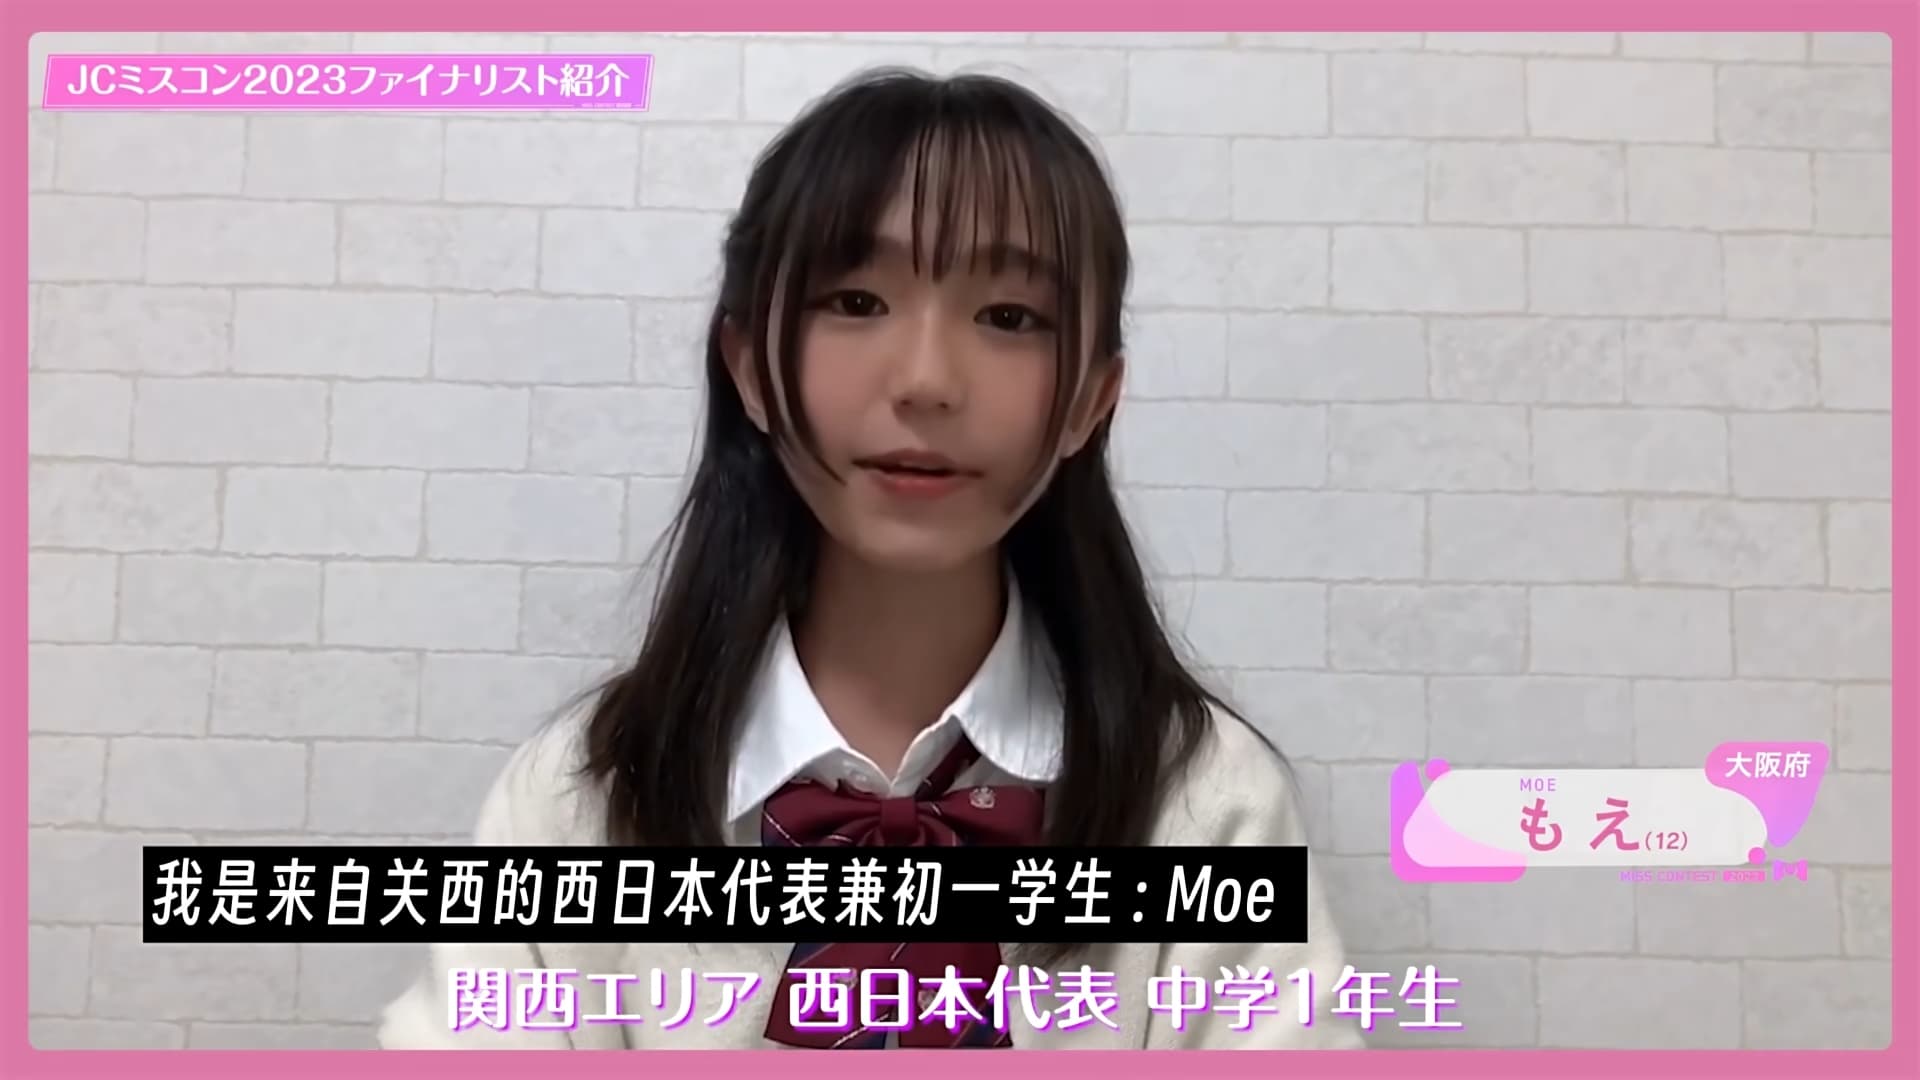 JCミスコン2023ファイナリスト紹介
大阪府
MOE
もえ(12)
MISS CONTEST 2023
我是来自关西的西日本代表兼初一学生：Moe
関西エリア 西日本代表 中学1年生